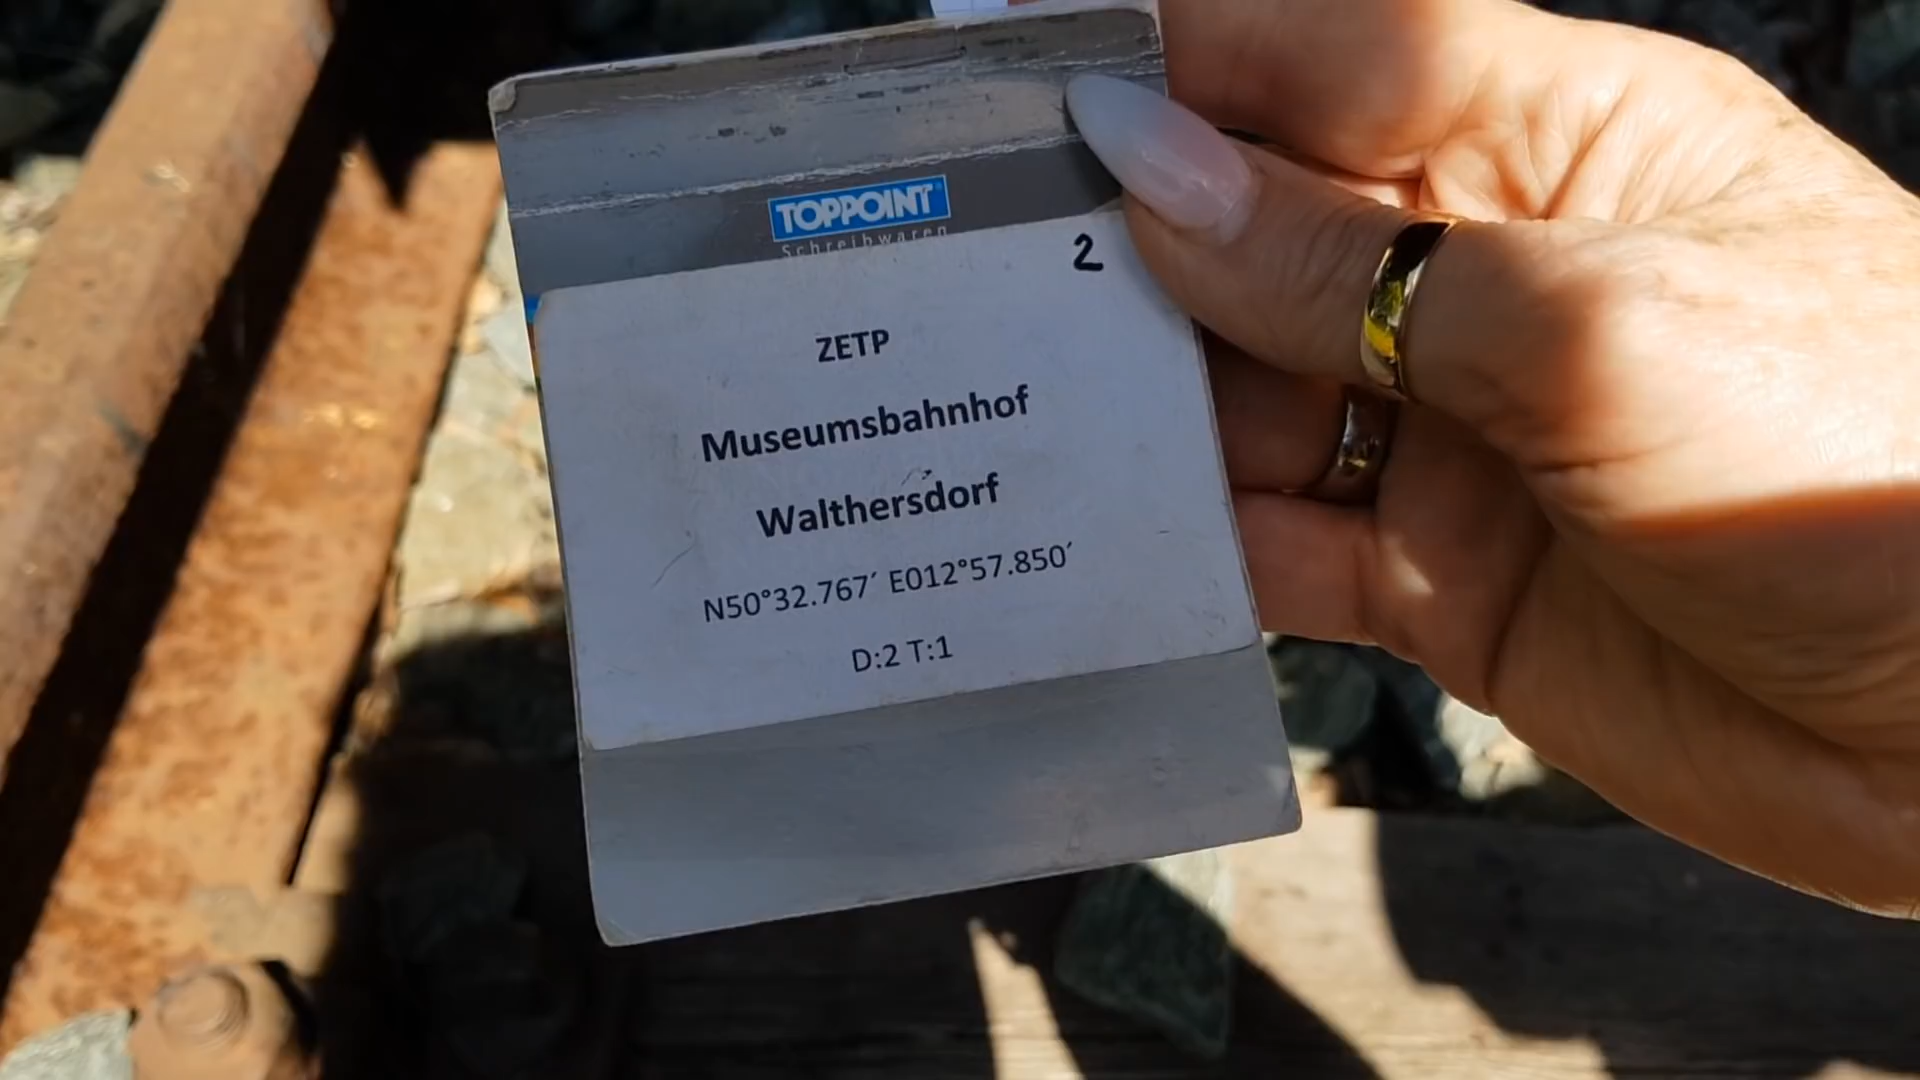 TOPPOINT
Schreibwaren
2
ZETP
Museumsbahnhof
Walthersdorf
N50°32.767´ E012°57.850´
D:2 T:1